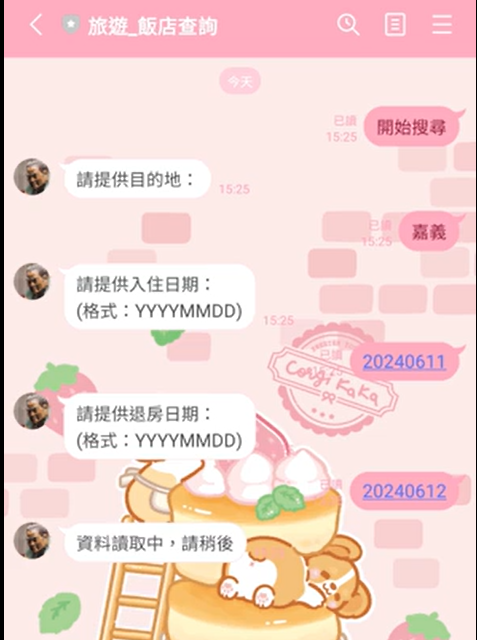 旅遊_飯店查詢
今天
已讀
15:25
開始搜尋
請提供目的地：
15:25
已讀
15:25
嘉義
請提供入住日期：
(格式：YYYYMMDD)
15:25
已讀
20240611
Corgi KaKa
請提供退房日期：
(格式：YYYYMMDD)
已讀
20240612
資料讀取中，請稍後